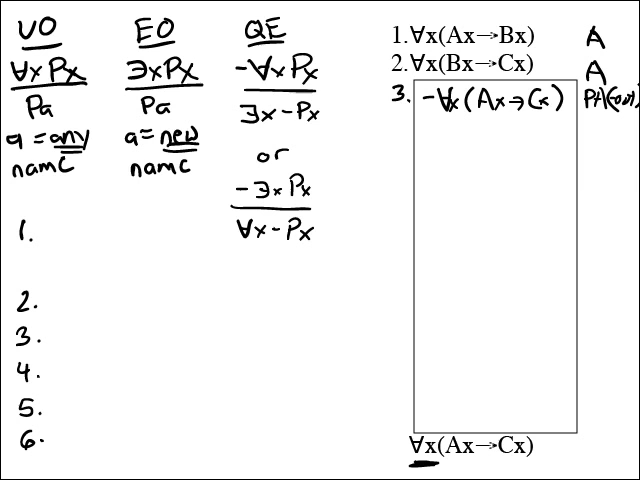 UO
∀xPx
Pa
a = any
name
EO
∃xPx
Pa
a = new
name
QE
-∀xPx
∃x-Px
or
-∃xPx
∀x-Px
1.
2.
3.
4.
5.
6.
1.∀x(Ax→Bx) A
2.∀x(Bx→Cx) A
3. -∀x(Ax→Cx)
∀x(Ax→Cx)